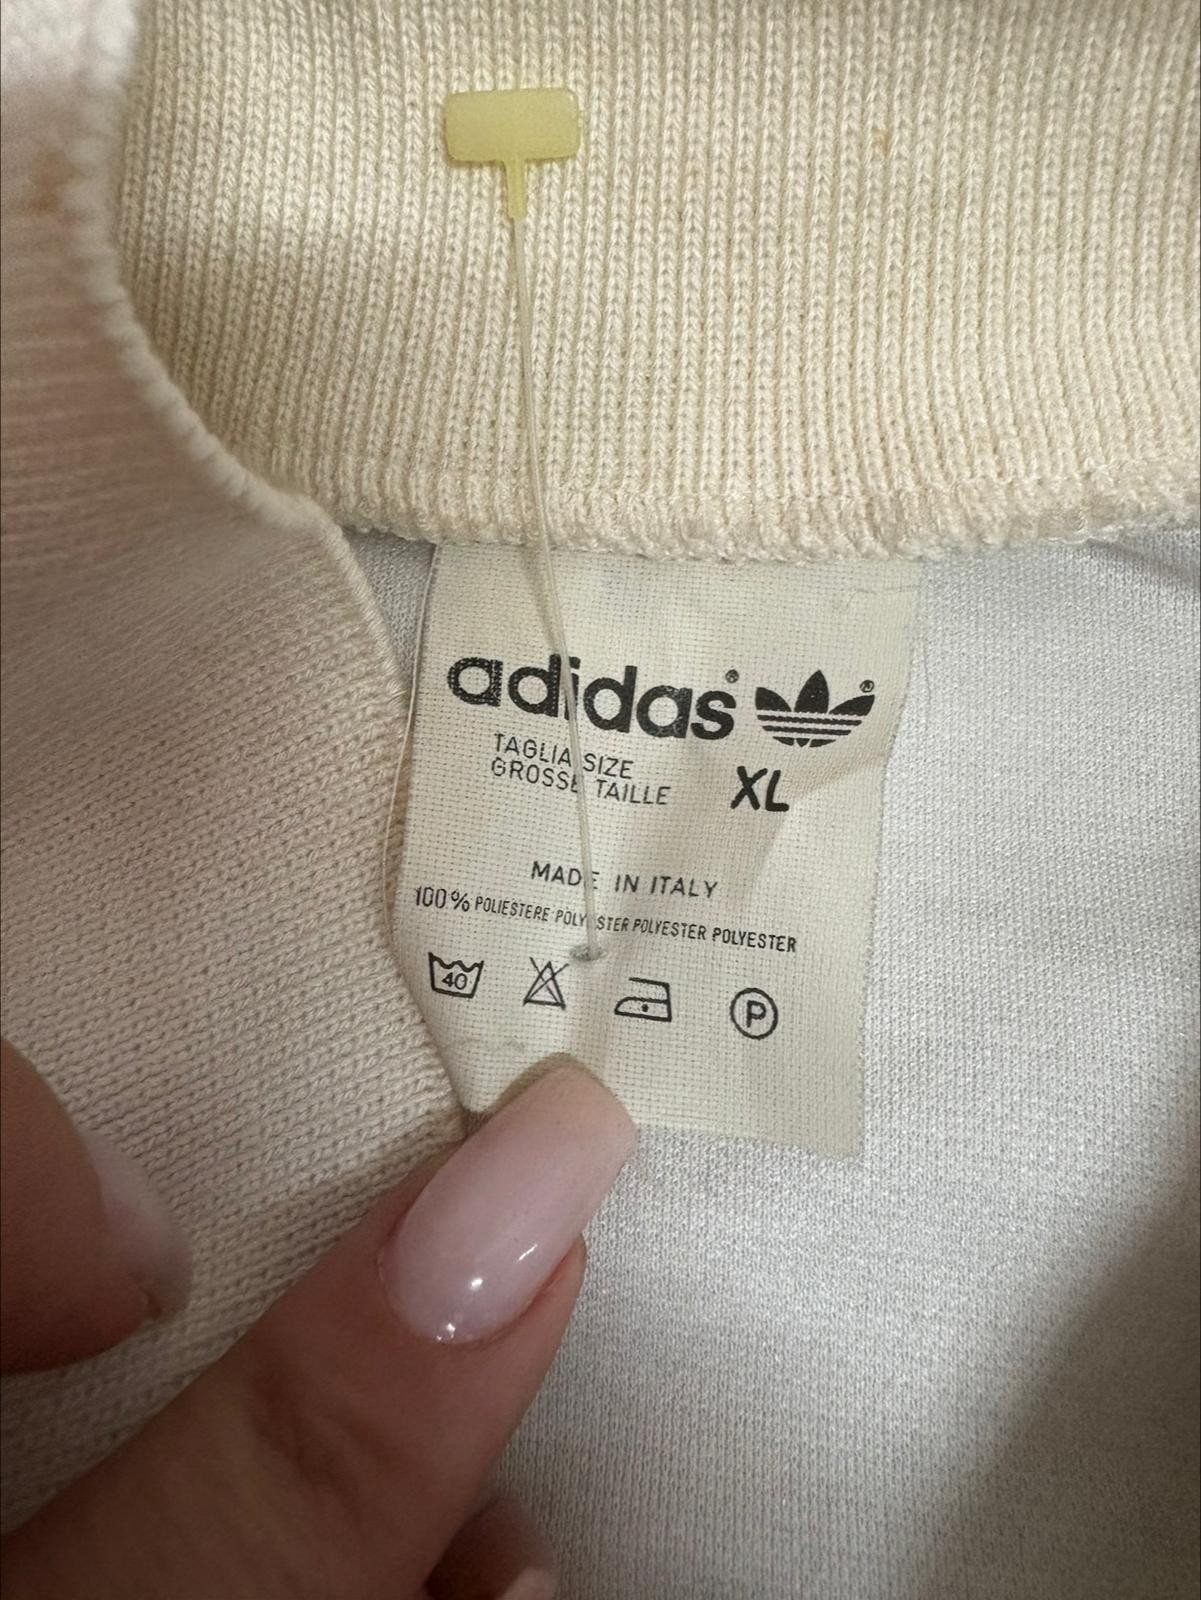 adidas® ®
TAGLIA SIZE
GROSSE TAILLE XL
MADE IN ITALY
100% POLIESTERE POLYESTER POLYESTER POLYESTER
40 P